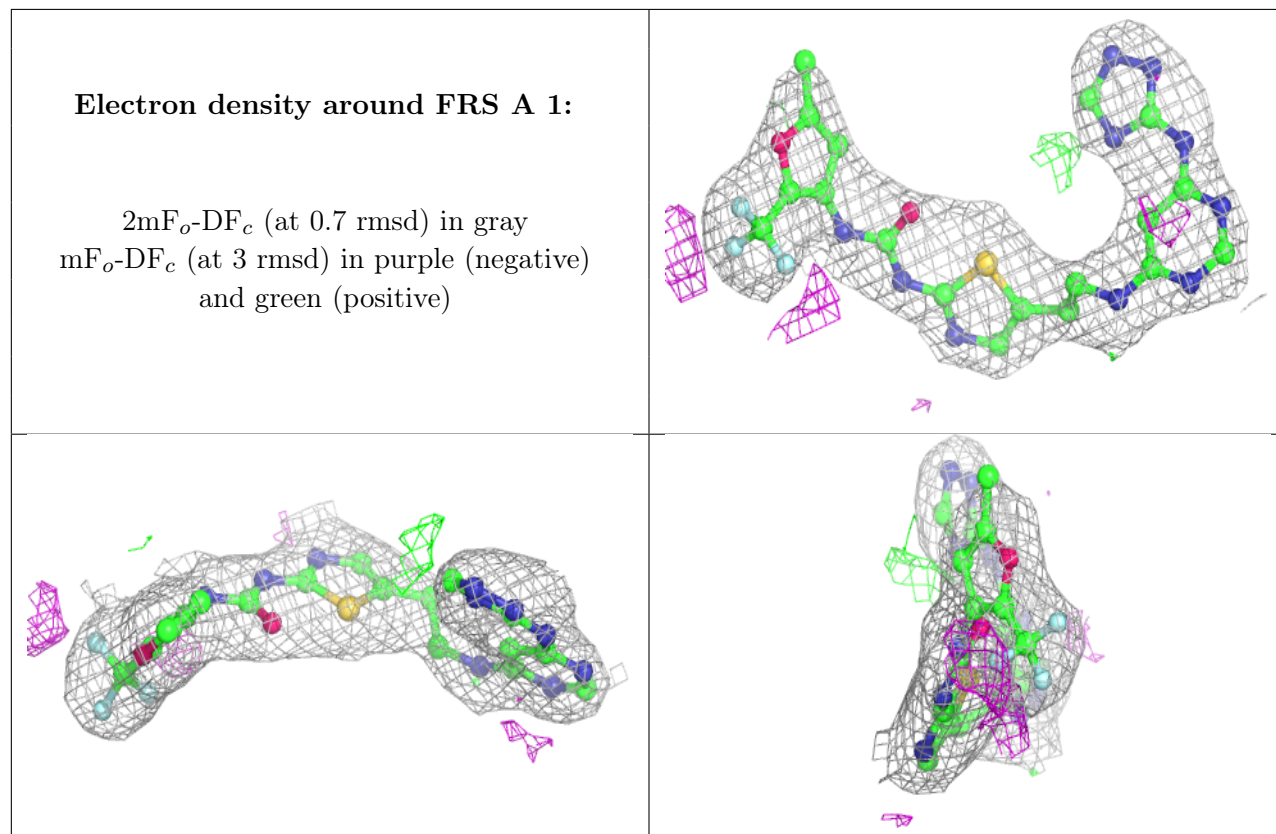 Electron density around FRS A 1:
2mFo-DFc (at 0.7 rmsd) in gray
mFo-DFc (at 3 rmsd) in purple (negative)
and green (positive)